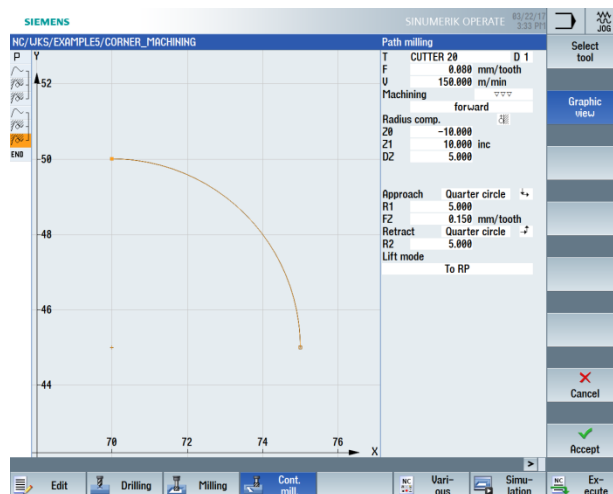 SIEMENS
SINUMERIK OPERATE 03/22/17
3:33 PM
JOG
NC/WKS/EXAMPLE5/CORNER_MACHINING
Path milling
Select
tool
P Y
T CUTTER 20 D 1
F 0.080 mm/tooth
V 150.000 m/min
Machining ▽▽▽
forward
Graphic
view
Radius comp.
Z0 -10.000
Z1 10.000 inc
DZ 5.000
END
Approach Quarter circle
R1 5.000
FZ 0.150 mm/tooth
Retract Quarter circle
R2 5.000
Lift mode
To RP
52
50
48
46
44
70 72 74 76 X
Cancel
Accept
>
Edit Drilling Milling Cont.
mill.
NC Vari-
ous
Simu-
lation
NC Ex-
ecute